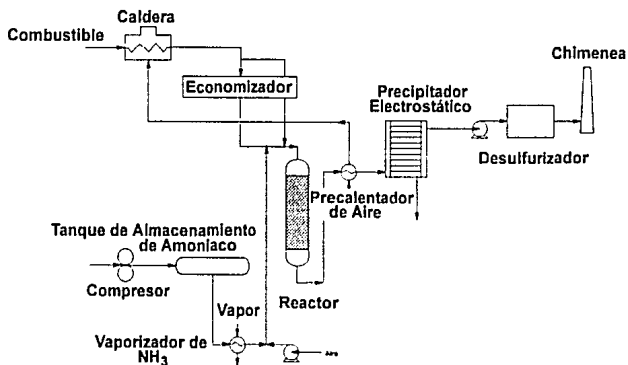 Caldera
Combustible
Economizador
Chimenea
Precipitador
Electrostático
Desulfurizador
Precalentador
de Aire
Tanque de Almacenamiento
de Amoniaco
Compresor
Reactor
Vapor
Vaporizador de
NH3
Aire